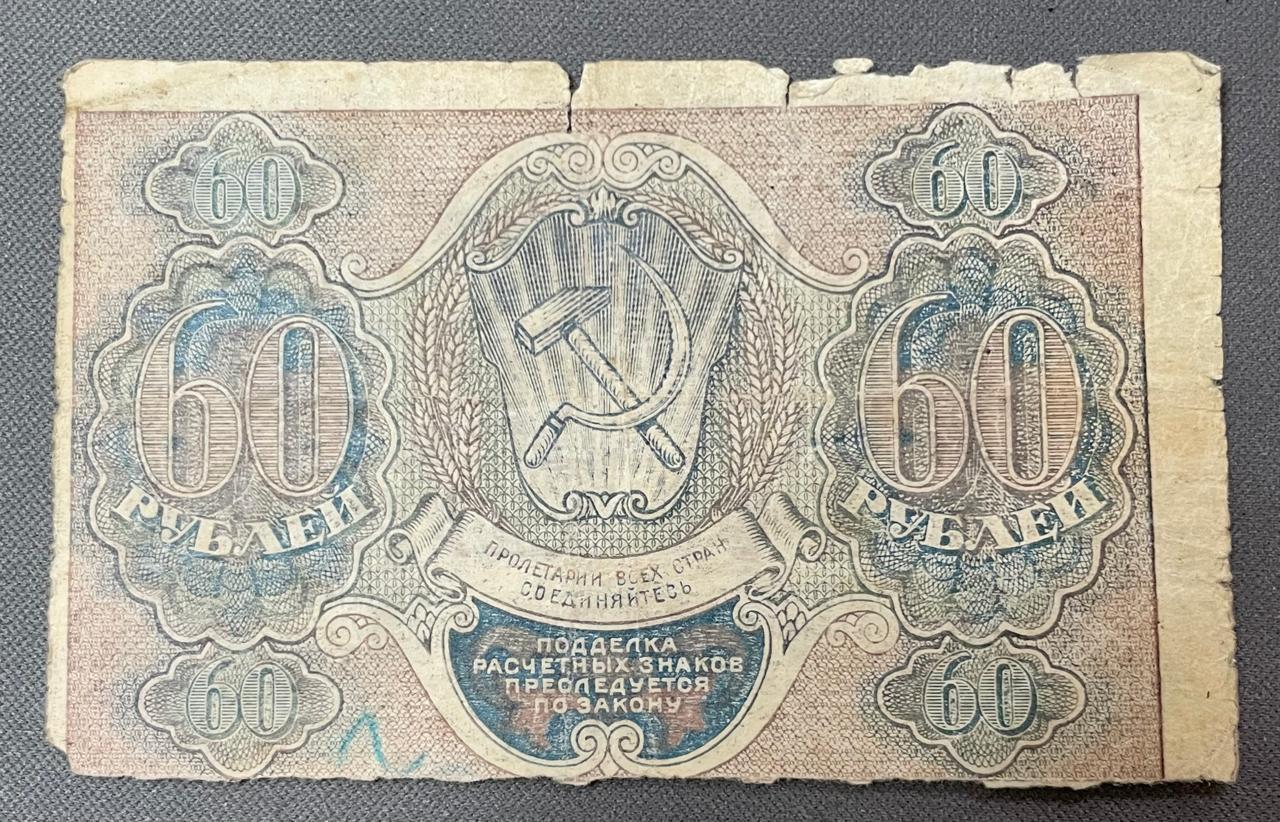 60 60
60 60
РУБЛЕЙ РУБЛЕЙ
ПРОЛЕТАРИИ ВСЕХ СТРАН
СОЕДИНЯЙТЕСЬ
ПОДДЕЛКА
РАСЧЕТНЫХ ЗНАКОВ
ПРЕСЛЕДУЕТСЯ
ПО ЗАКОНУ
60 60